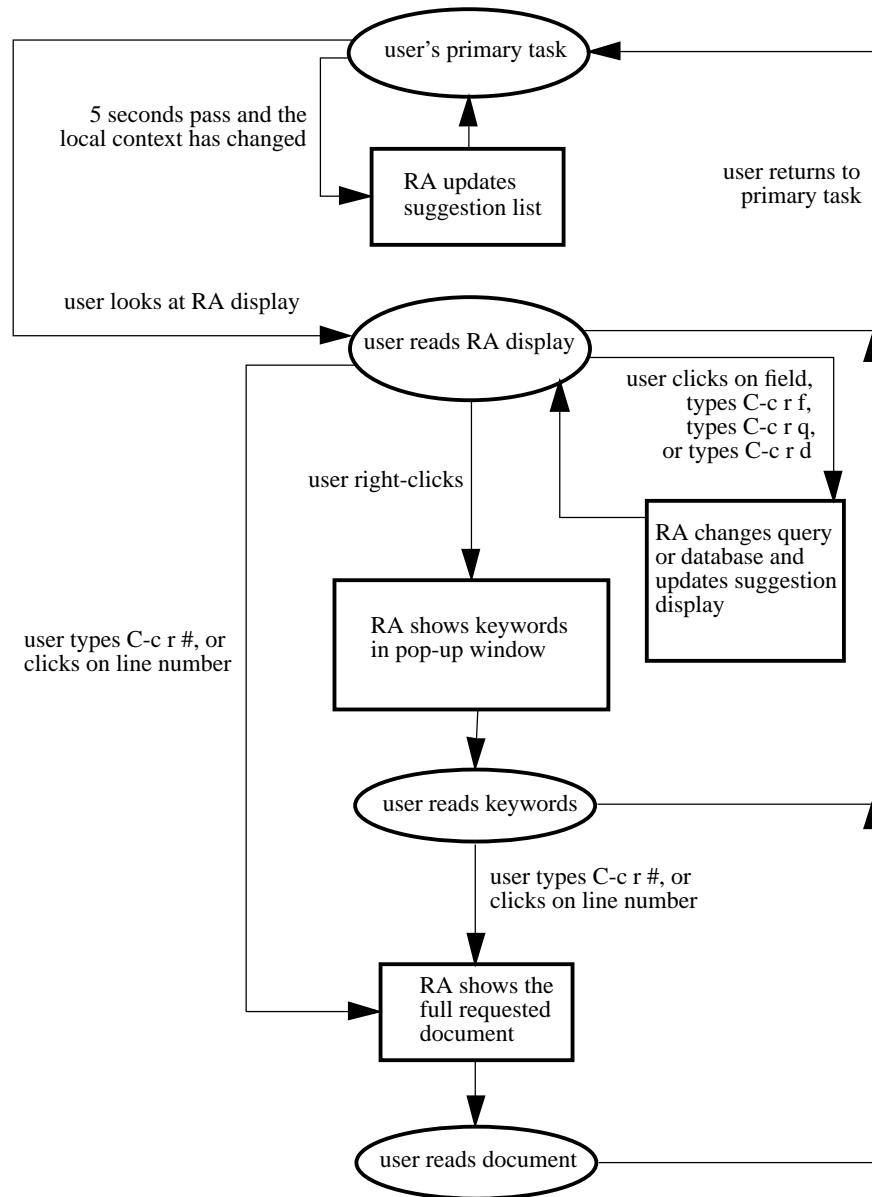 user's primary task
5 seconds pass and the
local context has changed
RA updates
suggestion list
user returns to
primary task
user looks at RA display
user reads RA display
user clicks on field,
types C-c r f,
types C-c r q,
or types C-c r d
user right-clicks
RA changes query
or database and
updates suggestion
display
RA shows keywords
in pop-up window
user types C-c r #, or
clicks on line number
user reads keywords
user types C-c r #, or
clicks on line number
RA shows the
full requested
document
user reads document